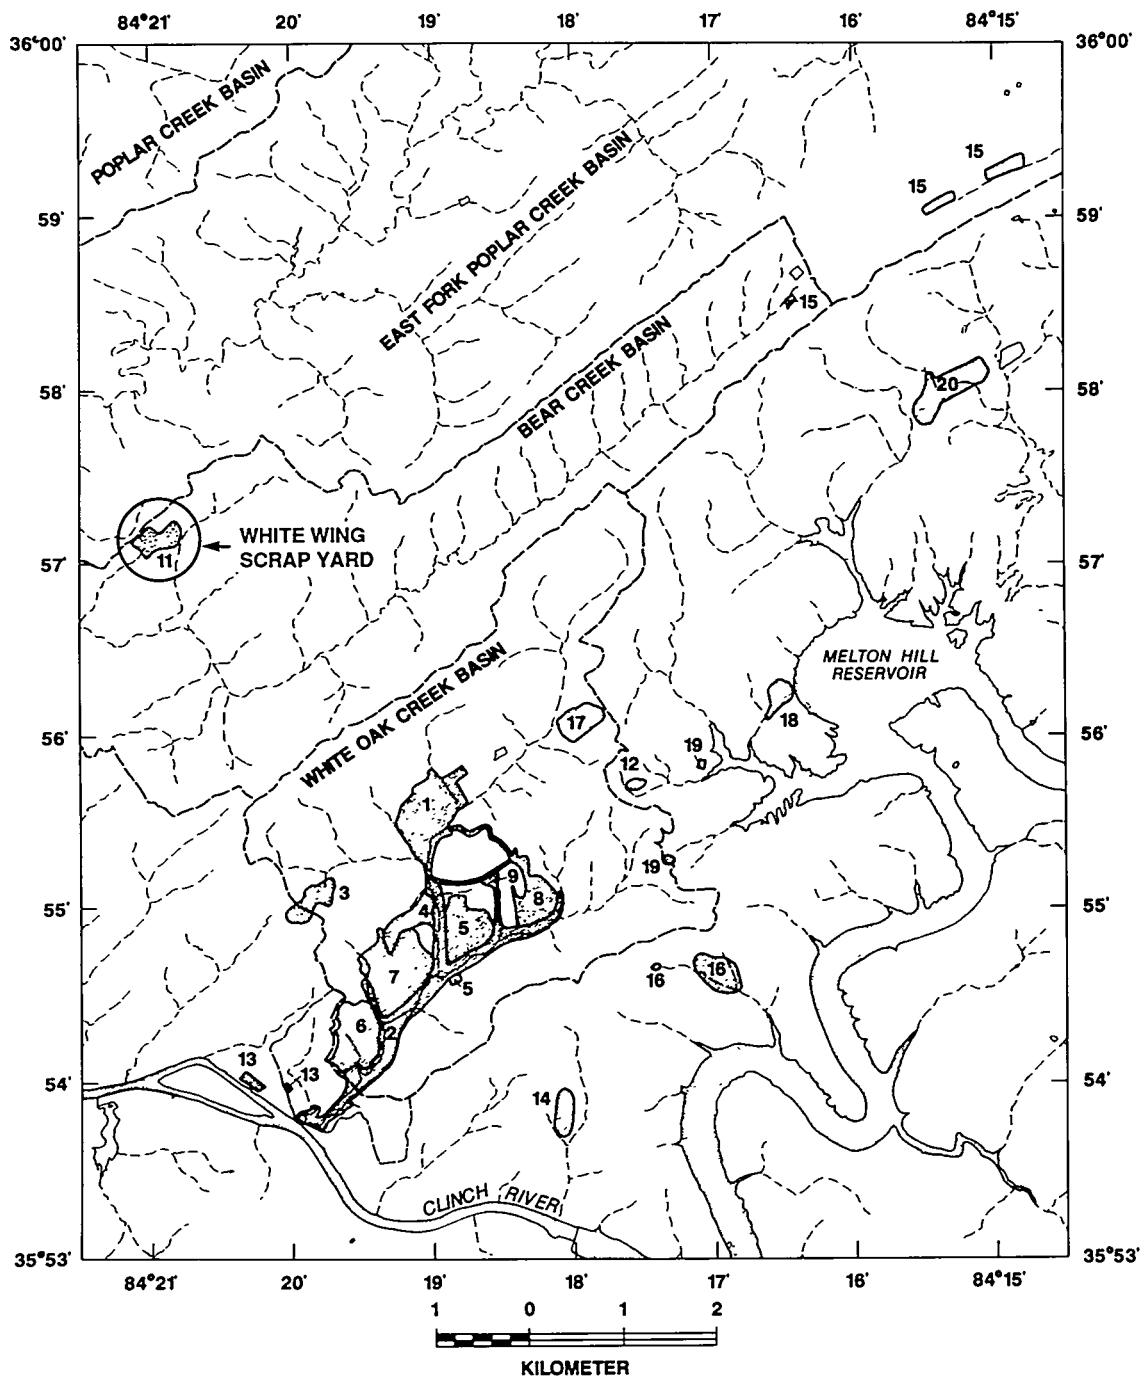 84°21' 20' 19' 18' 17' 16' 84°15'
36°00' 36°00'
POPLAR CREEK BASIN
EAST FORK POPLAR CREEK BASIN
15
15
59' 59'
15
BEAR CREEK BASIN
58' 20 58'
WHITE WING
SCRAP YARD
11
57' 57'
WHITE OAK CREEK BASIN
MELTON HILL
RESERVOIR
17 18
56' 19 56'
12
1
19
9
3 8
55' 4 5 55'
7 16 16
5
6
2
13 13
54' 54'
14
CLINCH RIVER
35°53' 35°53'
84°21' 20' 19' 18' 17' 16' 84°15'
1 0 1 2
KILOMETER